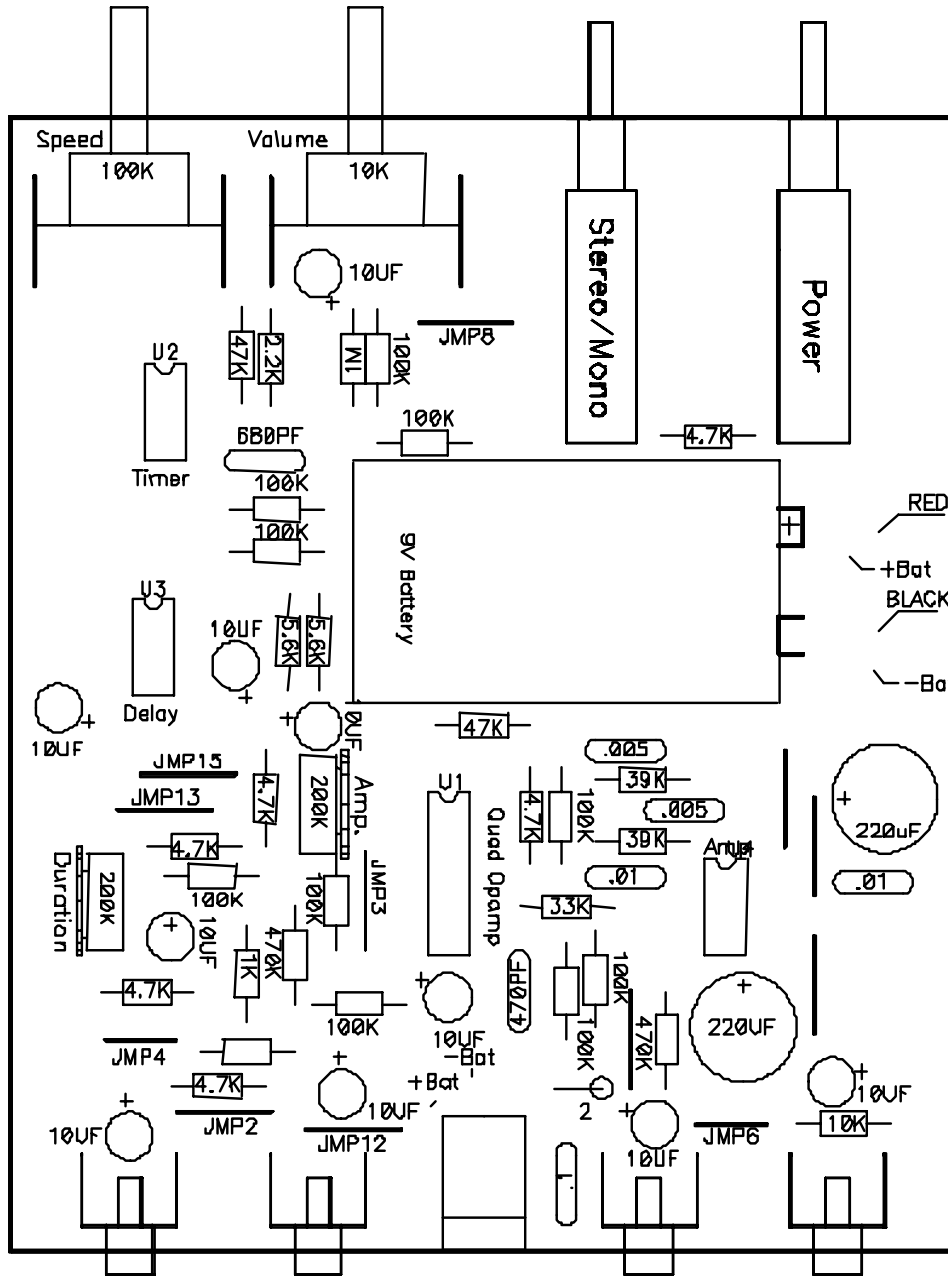 Speed
Volume
100K
10K
10UF
+
Stereo/Mono
Power
JMP8
U2
47K
2.2K
1M
100K
100K
4.7K
680PF
Timer
100K
100K
RED
+
9V Battery
+Bat
BLACK
U3
10UF
5.6K
5.6K
+
-Ba
Delay
+
10UF
+
10UF
47K
.005
JMP15
39K
JMP13
4.7K
200K
Amp.
U1
4.7K
100K
.005
+
220uF
Quad Opamp
4.7K
39K
Duration
200K
100K
100K
JMP3
.01
.01
33K
+
10UF
470K
1K
4.7K
100K
+
10UF
470PF
100K
100K
470K
+
220UF
JMP4
-Bat
+Bat
4.7K
+
10UF
2
+
10UF
+
10UF
JMP2
JMP12
+
10UF
JMP6
10K